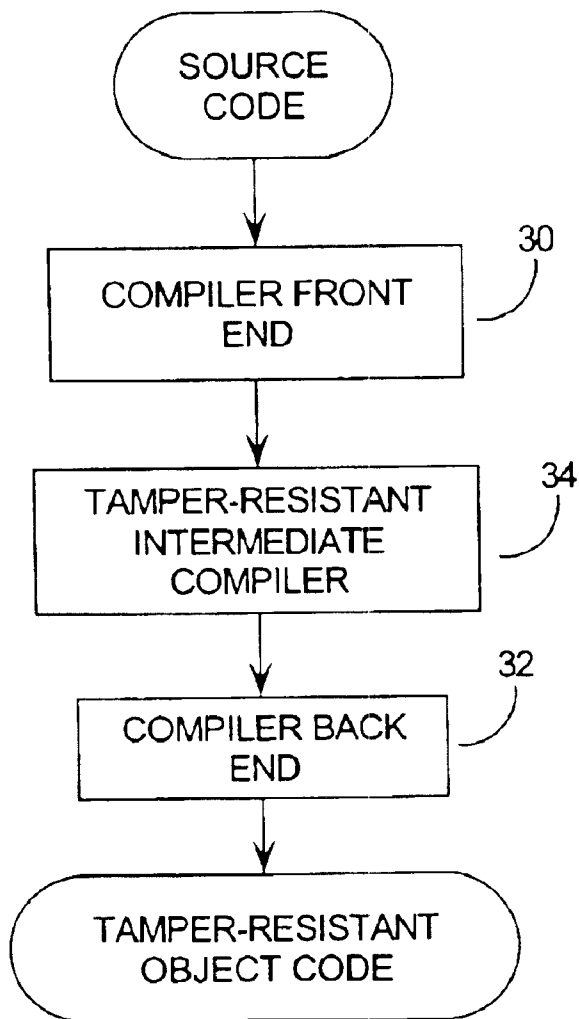 SOURCE
CODE
30
COMPILER FRONT
END
34
TAMPER-RESISTANT
INTERMEDIATE
COMPILER
32
COMPILER BACK
END
TAMPER-RESISTANT
OBJECT CODE